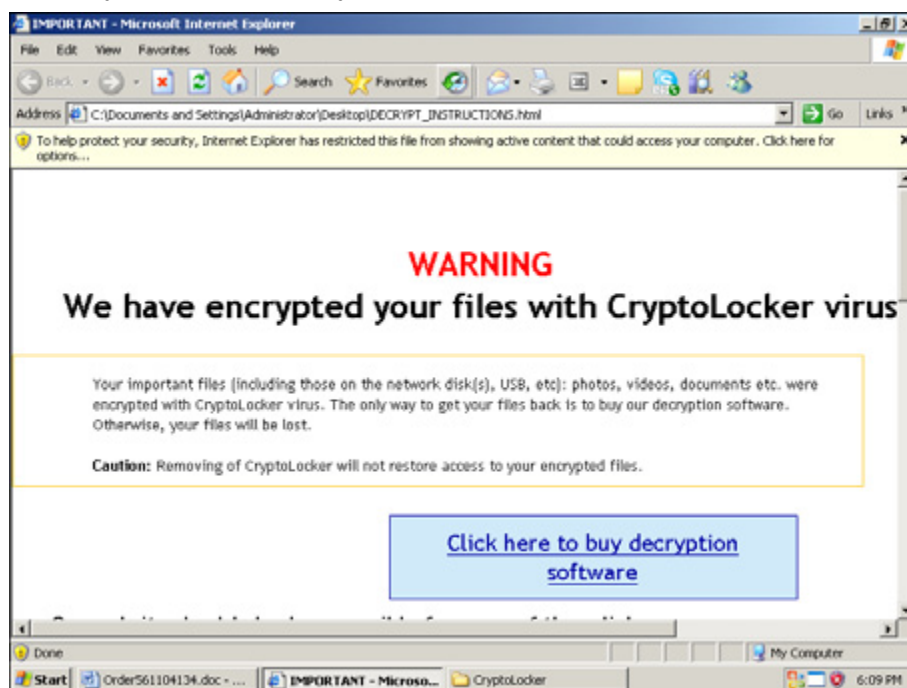 IMPORTANT - Microsoft Internet Explorer
File Edit View Favorites Tools Help
Back Search Favorites
Address C:\Documents and Settings\Administrator\Desktop\DECRYPT_INSTRUCTIONS.html Go Links
To help protect your security, Internet Explorer has restricted this file from showing active content that could access your computer. Click here for
options...
WARNING
We have encrypted your files with CryptoLocker virus
Your important files (including those on the network disk(s), USB, etc): photos, videos, documents etc. were
encrypted with CryptoLocker virus. The only way to get your files back is to buy our decryption software.
Otherwise, your files will be lost.
Caution: Removing of CryptoLocker will not restore access to your encrypted files.
Click here to buy decryption
software
Done My Computer
Start Order561104134.doc - ... IMPORTANT - Microso... CryptoLocker 6:09 PM